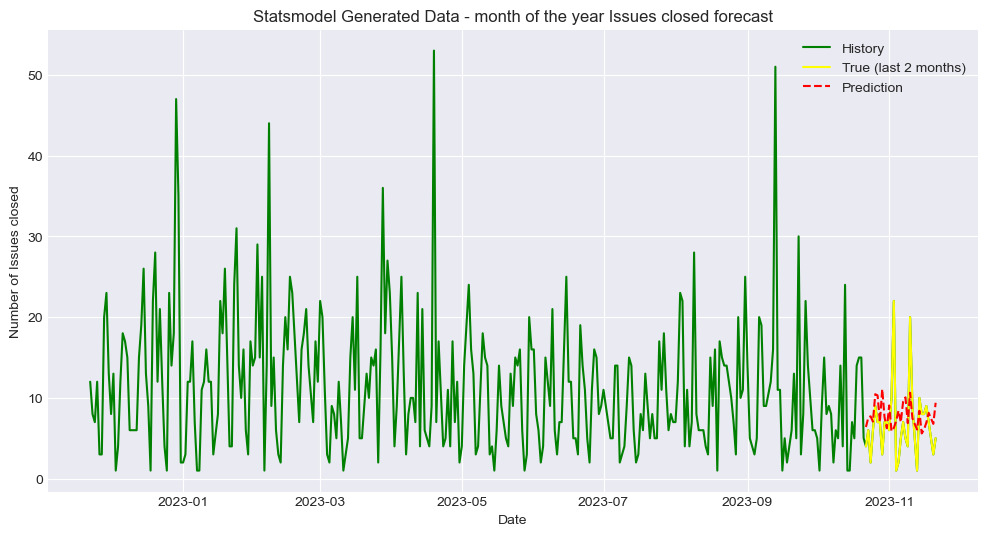 Statsmodel Generated Data - month of the year Issues closed forecast
History
True (last 2 months)
Prediction
Number of Issues closed
50
40
30
20
10
0
2023-01
2023-03
2023-05
2023-07
2023-09
2023-11
Date